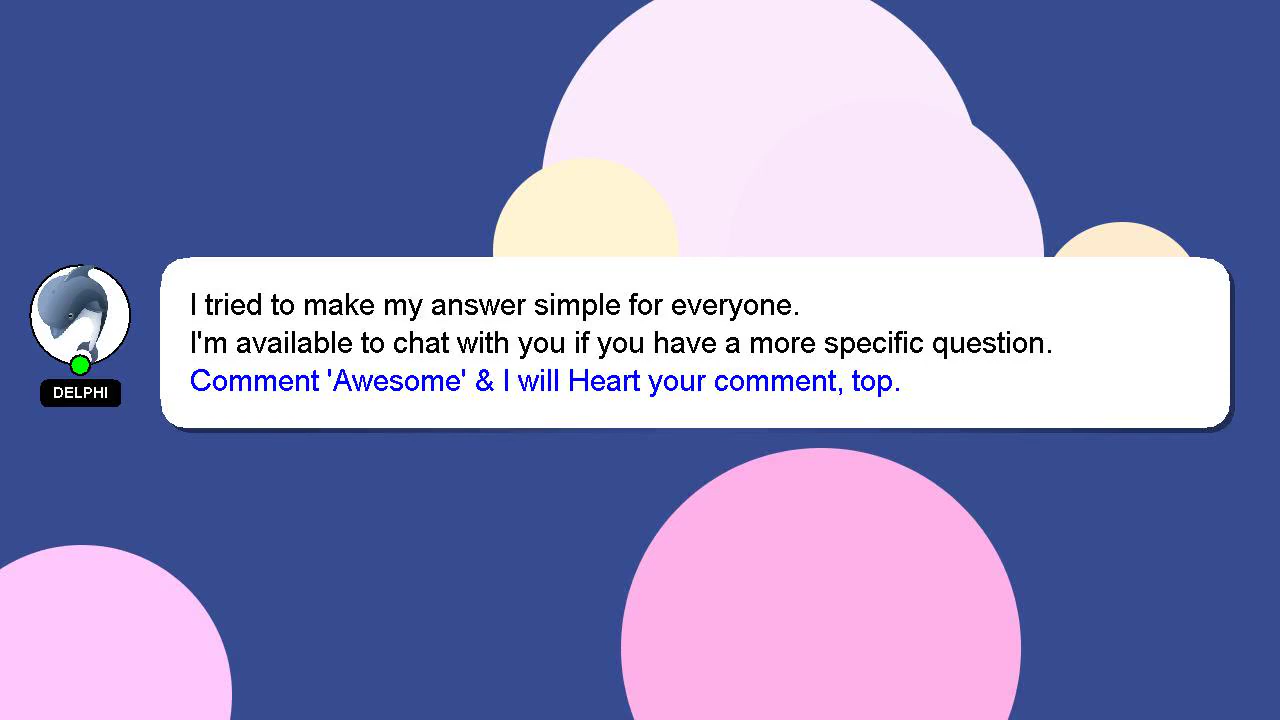 I tried to make my answer simple for everyone.
I'm available to chat with you if you have a more specific question.
Comment 'Awesome' & I will Heart your comment, top.
DELPHI